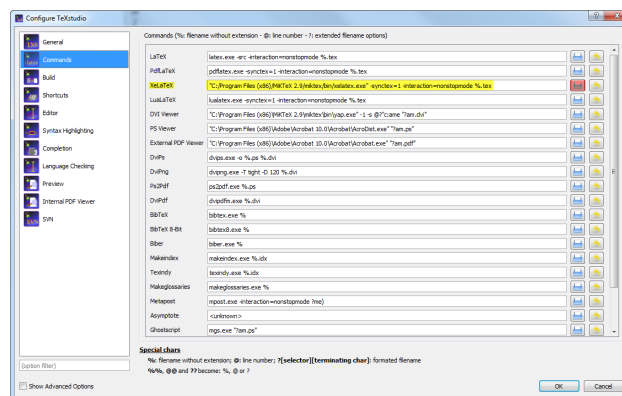 Configure TeXstudio
General
Commands
Build
Shortcuts
Editor
Syntax Highlighting
Completion
Language Checking
Preview
Internal PDF Viewer
SVN
(option filter)
Show Advanced Options
Commands (%: filename without extension - @: line number - ?: extended filename options)
LaTeX latex.exe -src -interaction=nonstopmode %.tex
PdfLaTeX pdflatex.exe -synctex=1 -interaction=nonstopmode %.tex
XeLaTeX "C:/Program Files (x86)/MiKTeX 2.9/miktex/bin/xelatex.exe" -synctex=1 -interaction=nonstopmode %.tex
LuaLaTeX lualatex.exe -synctex=1 -interaction=nonstopmode %.tex
DVI Viewer "C:\Program Files (x86)\MiKTeX 2.9\miktex\bin\yap.exe" -1 -s @?"c:ame "?am.dvi"
PS Viewer "C:\Program Files (x86)\Adobe\Acrobat 10.0\Acrobat\AcroDist.exe" "?am.ps"
External PDF Viewer "C:\Program Files (x86)\Adobe\Acrobat 10.0\Acrobat\Acrobat.exe" "?am.pdf"
DviPs dvips.exe -o %.ps %.dvi
DviPng dvipng.exe -T tight -D 120 %.dvi
Ps2Pdf ps2pdf.exe %.ps
DviPdf dvipdfm.exe %.dvi
BibTeX bibtex.exe %
BibTeX 8-Bit bibtex8.exe %
Biber biber.exe %
Makeindex makeindex.exe %.idx
Texindy texindy.exe %.idx
Makeglossaries makeglossaries.exe %
Metapost mpost.exe -interaction=nonstopmode ?me)
Asymptote <unknown>
Ghostscript mgs.exe "?am.ps"
Special chars
%: filename without extension; @: line number; ?[selector][terminating char]: formated filename
%%, @@ and ?? become: %, @ or ?
OK Cancel